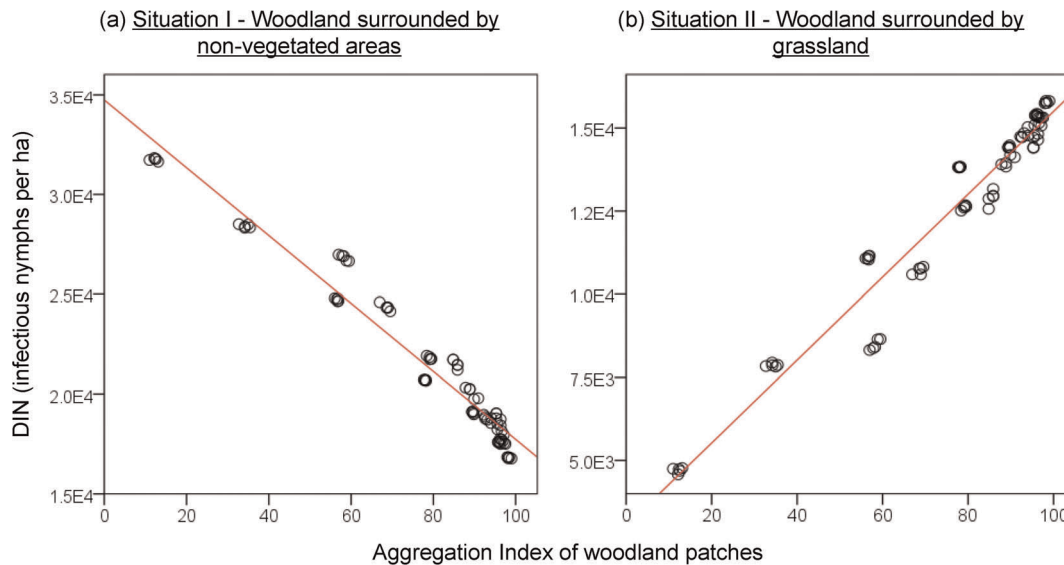 (a) Situation I - Woodland surrounded by
non-vegetated areas
(b) Situation II - Woodland surrounded by
grassland
DIN (infectious nymphs per ha)
3.5E4
3.0E4
2.5E4
2.0E4
1.5E4
0 20 40 60 80 100
1.5E4
1.2E4
1.0E4
7.5E3
5.0E3
0 20 40 60 80 100
Aggregation Index of woodland patches